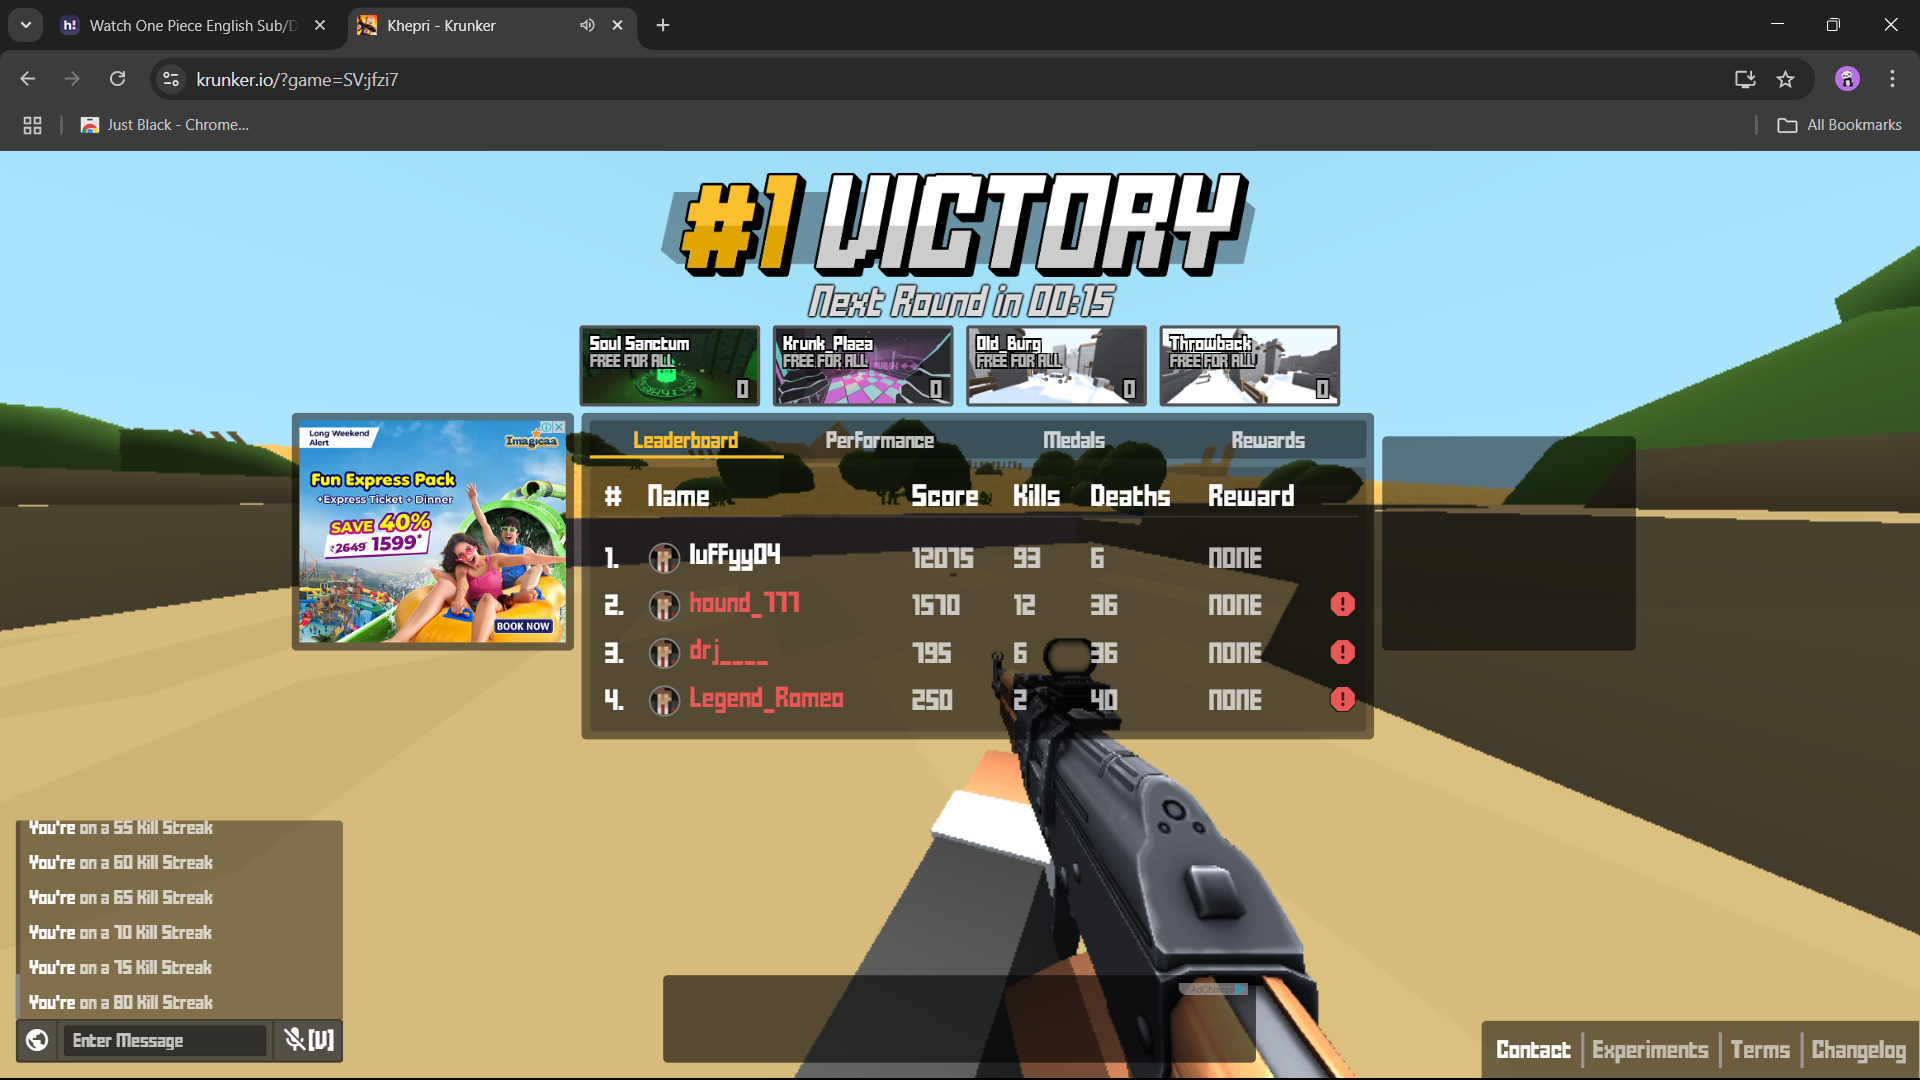 h!
Watch One Piece English Sub/D
Khepri - Krunker
krunker.io/?game=SV:jfzi7
Just Black - Chrome...
All Bookmarks
#1 VICTORY
Next Round in 00:15
Soul Sanctum
FREE FOR ALL
0
Krunk_Plaza
FREE FOR ALL
0
Old_Burg
FREE FOR ALL
0
Throwback
FREE FOR ALL
0
Long Weekend
Alert
Imagicaa
Fun Express Pack
+Express Ticket + Dinner
SAVE 40%
₹2649 1599*
BOOK NOW
Leaderboard Performance Medals Rewards
# Name Score Kills Deaths Reward
1. luffyy04 12075 93 6 NONE
2. hound_777 1570 12 36 NONE
3. drj____ 795 6 36 NONE
4. Legend_Romeo 250 2 40 NONE
You're on a 55 Kill Streak
You're on a 60 Kill Streak
You're on a 65 Kill Streak
You're on a 70 Kill Streak
You're on a 75 Kill Streak
You're on a 80 Kill Streak
Enter Message
[V]
AdChoices
Contact Experiments Terms Changelog